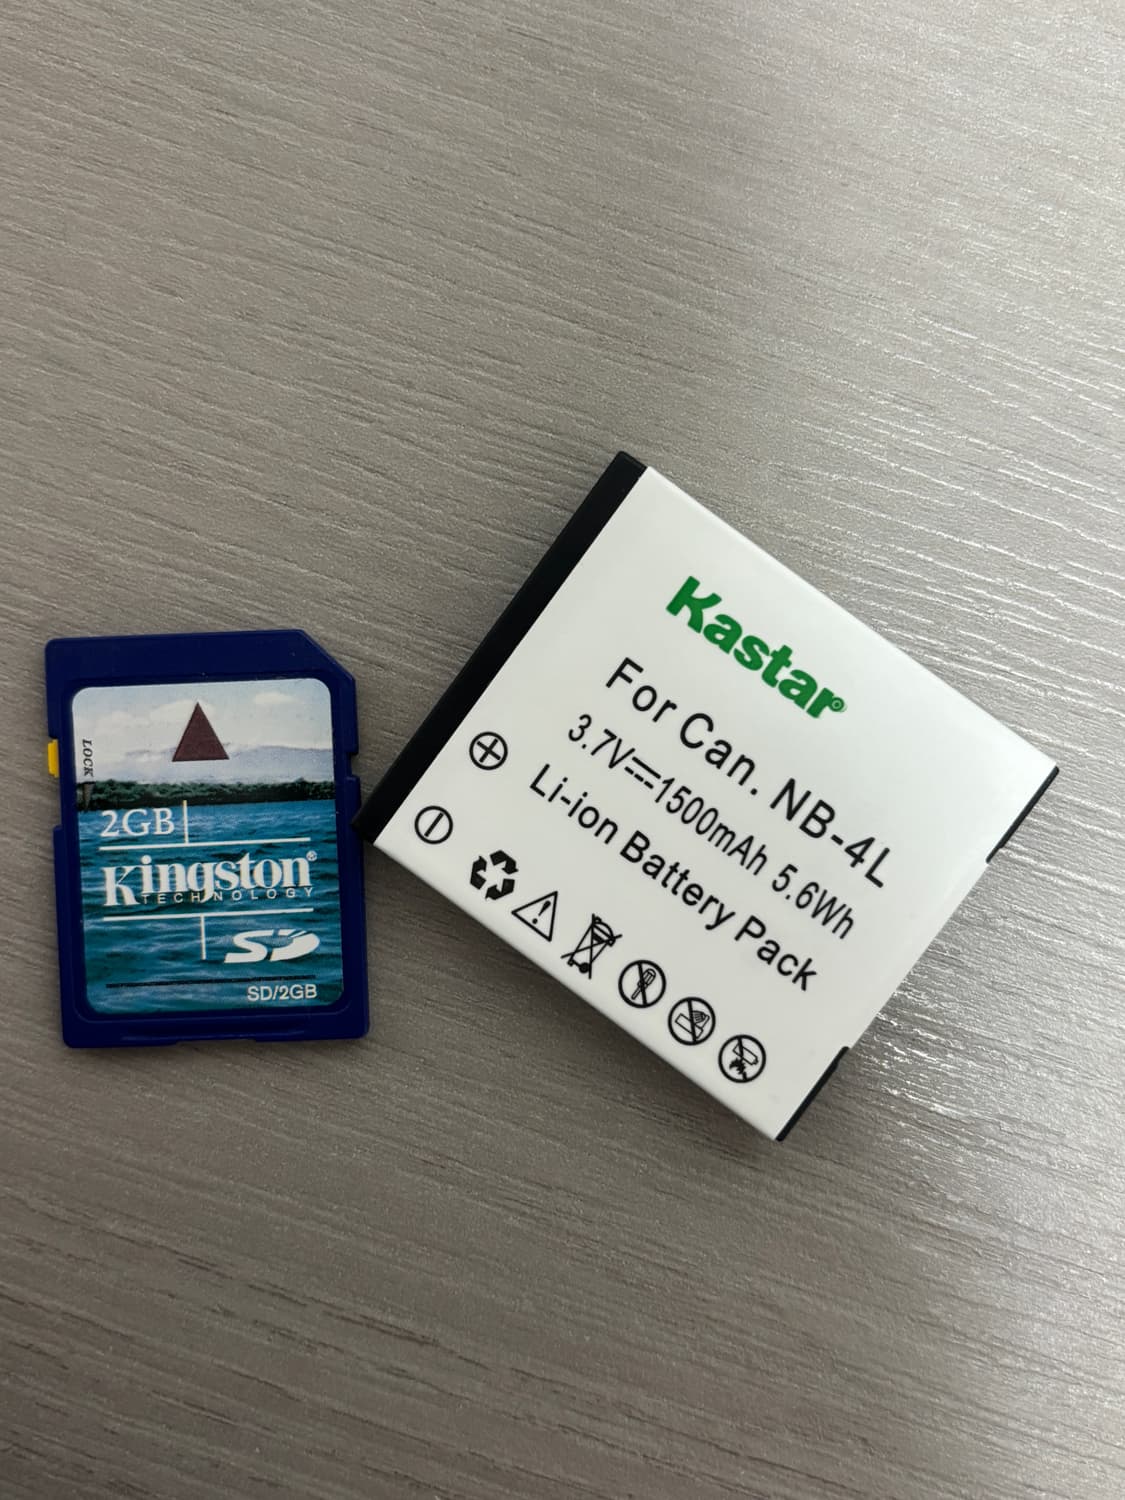 LOCK
2GB
Kingston®
TECHNOLOGY
SD
SD/2GB
Kastar®
For Can. NB-4L
3.7V⎓1500mAh 5.6Wh
Li-ion Battery Pack